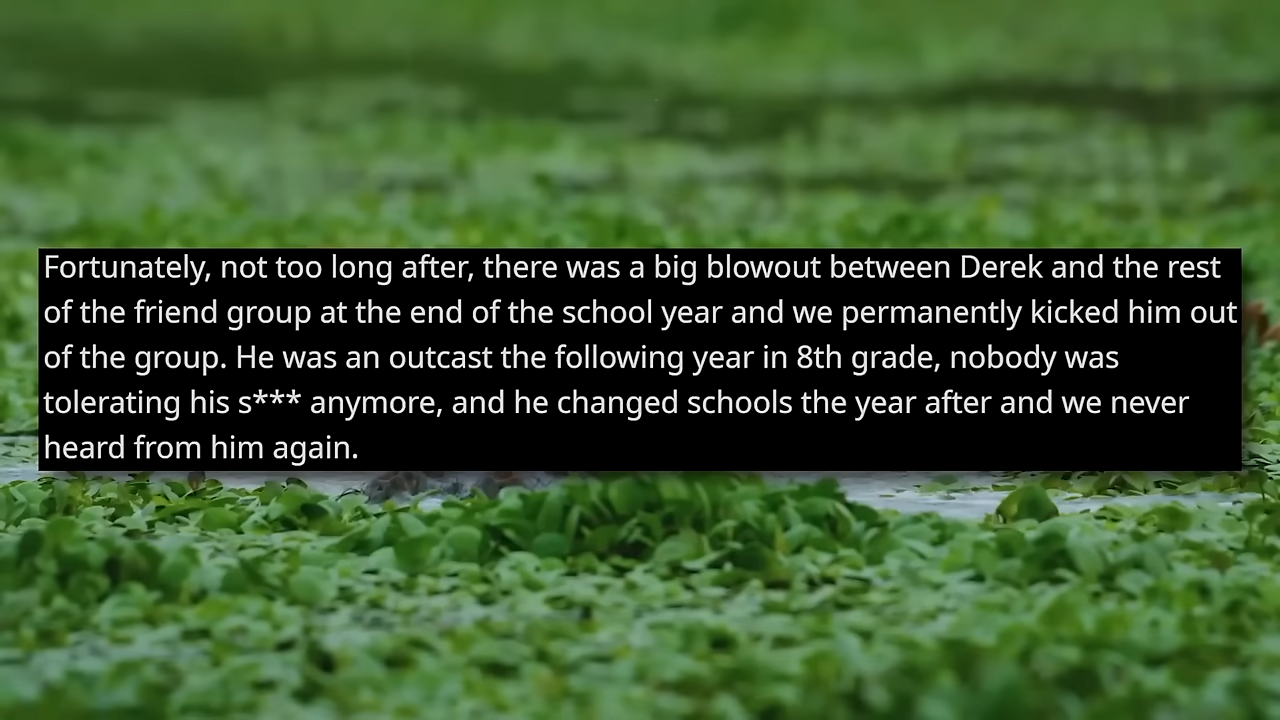 Fortunately, not too long after, there was a big blowout between Derek and the rest
of the friend group at the end of the school year and we permanently kicked him out
of the group. He was an outcast the following year in 8th grade, nobody was
tolerating his s*** anymore, and he changed schools the year after and we never
heard from him again.